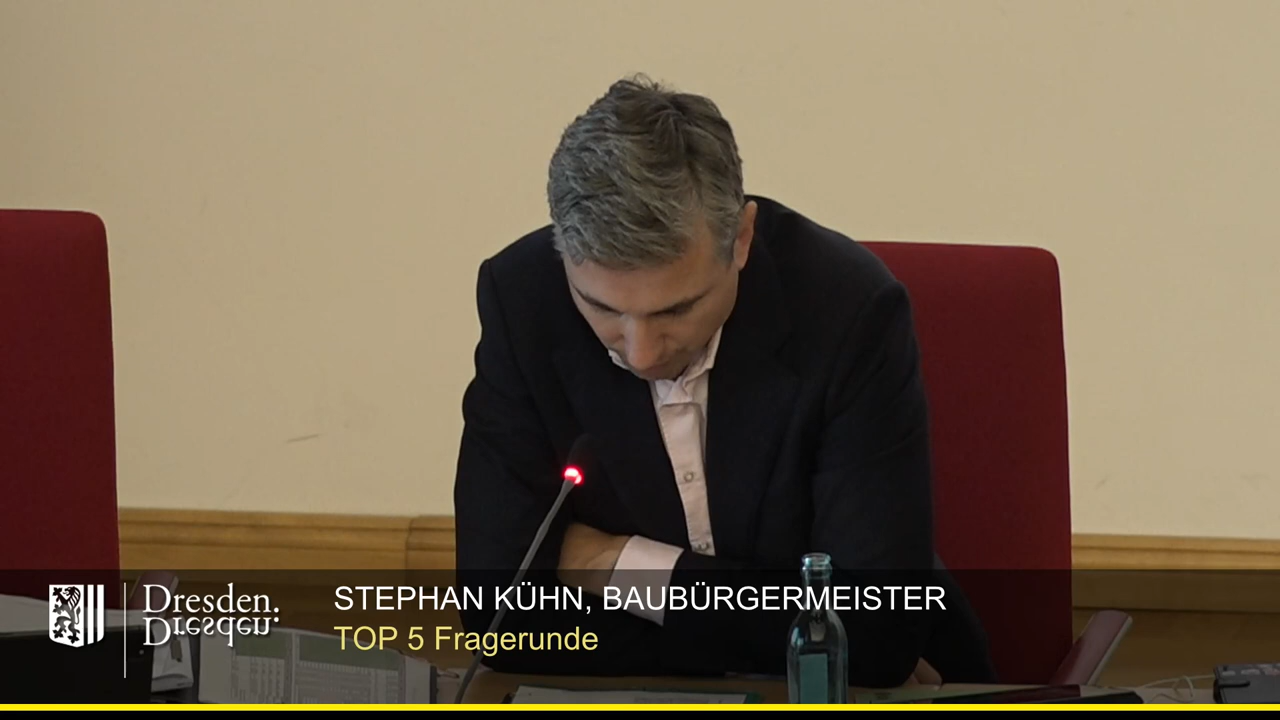 Dresden.
Dresden.
STEPHAN KÜHN, BAUBÜRGERMEISTER
TOP 5 Fragerunde